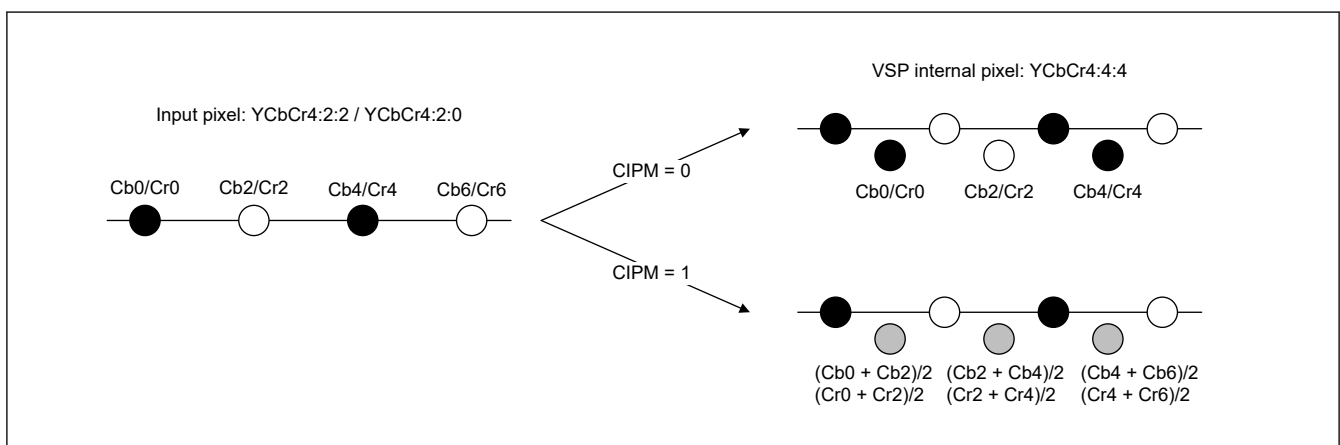 VSP internal pixel: YCbCr4:4:4
Input pixel: YCbCr4:2:2 / YCbCr4:2:0
Cb0/Cr0 Cb2/Cr2 Cb4/Cr4 Cb6/Cr6
CIPM = 0
Cb0/Cr0 Cb2/Cr2 Cb4/Cr4
CIPM = 1
(Cb0 + Cb2)/2 (Cb2 + Cb4)/2 (Cb4 + Cb6)/2
(Cr0 + Cr2)/2 (Cr2 + Cr4)/2 (Cr4 + Cr6)/2